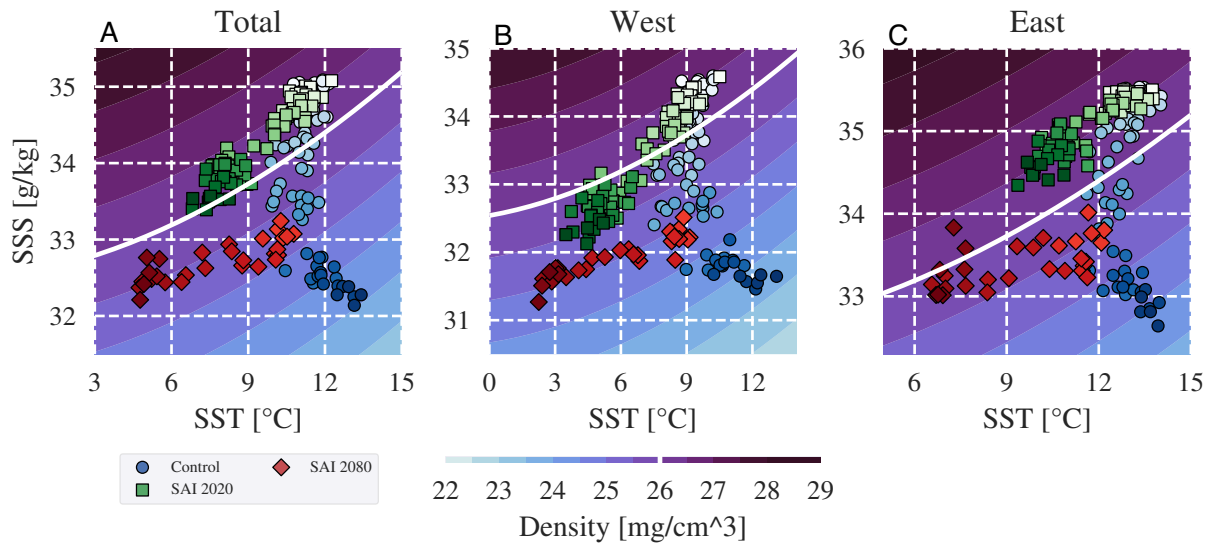 A Total
B West
C East
SSS [g/kg]
35
34
33
32
35
34
33
32
31
36
35
34
33
3 6 9 12 15
0 3 6 9 12
6 9 12 15
SST [°C]
SST [°C]
SST [°C]
Control
SAI 2020
SAI 2080
22 23 24 25 26 27 28 29
Density [mg/cm^3]